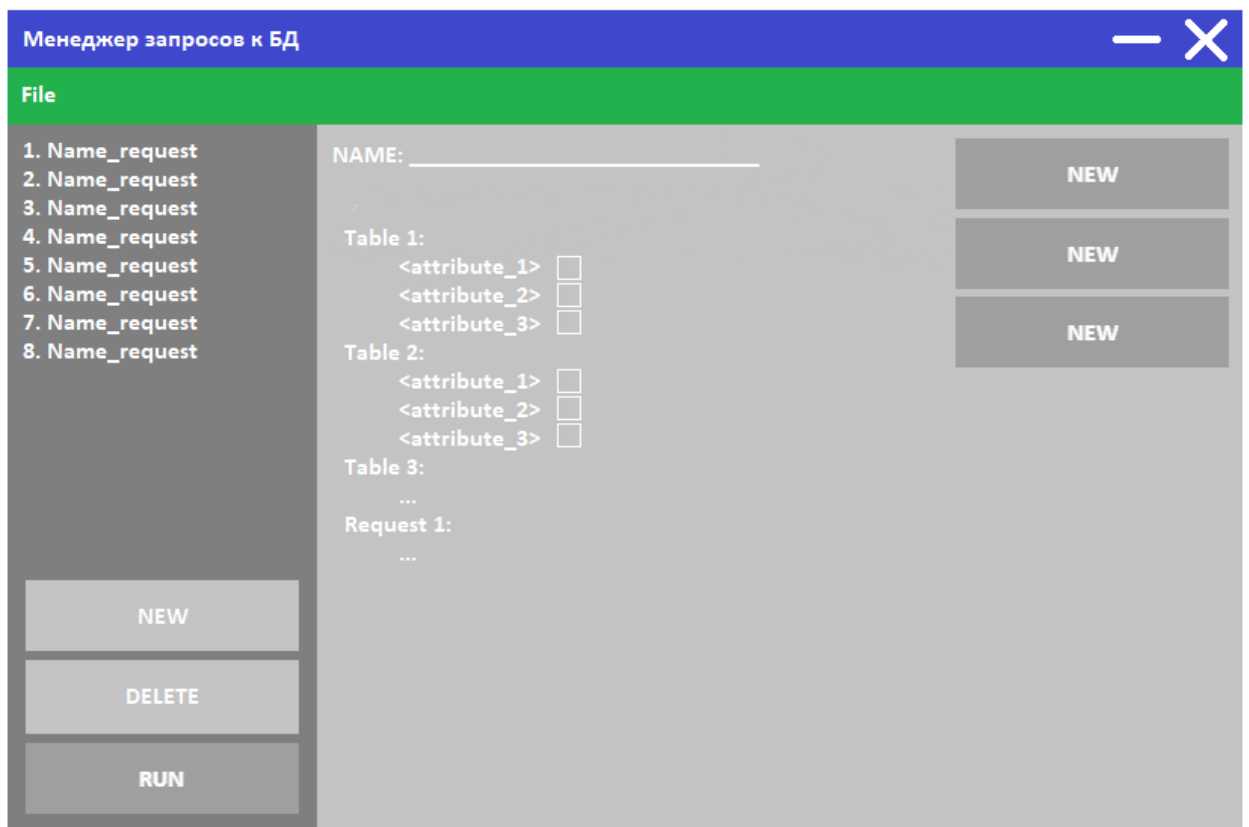 Менеджер запросов к БД
File
1. Name_request
2. Name_request
3. Name_request
4. Name_request
5. Name_request
6. Name_request
7. Name_request
8. Name_request
NEW
DELETE
RUN
NAME:
Table 1:
<attribute_1>
<attribute_2>
<attribute_3>
Table 2:
<attribute_1>
<attribute_2>
<attribute_3>
Table 3:
...
Request 1:
...
NEW
NEW
NEW